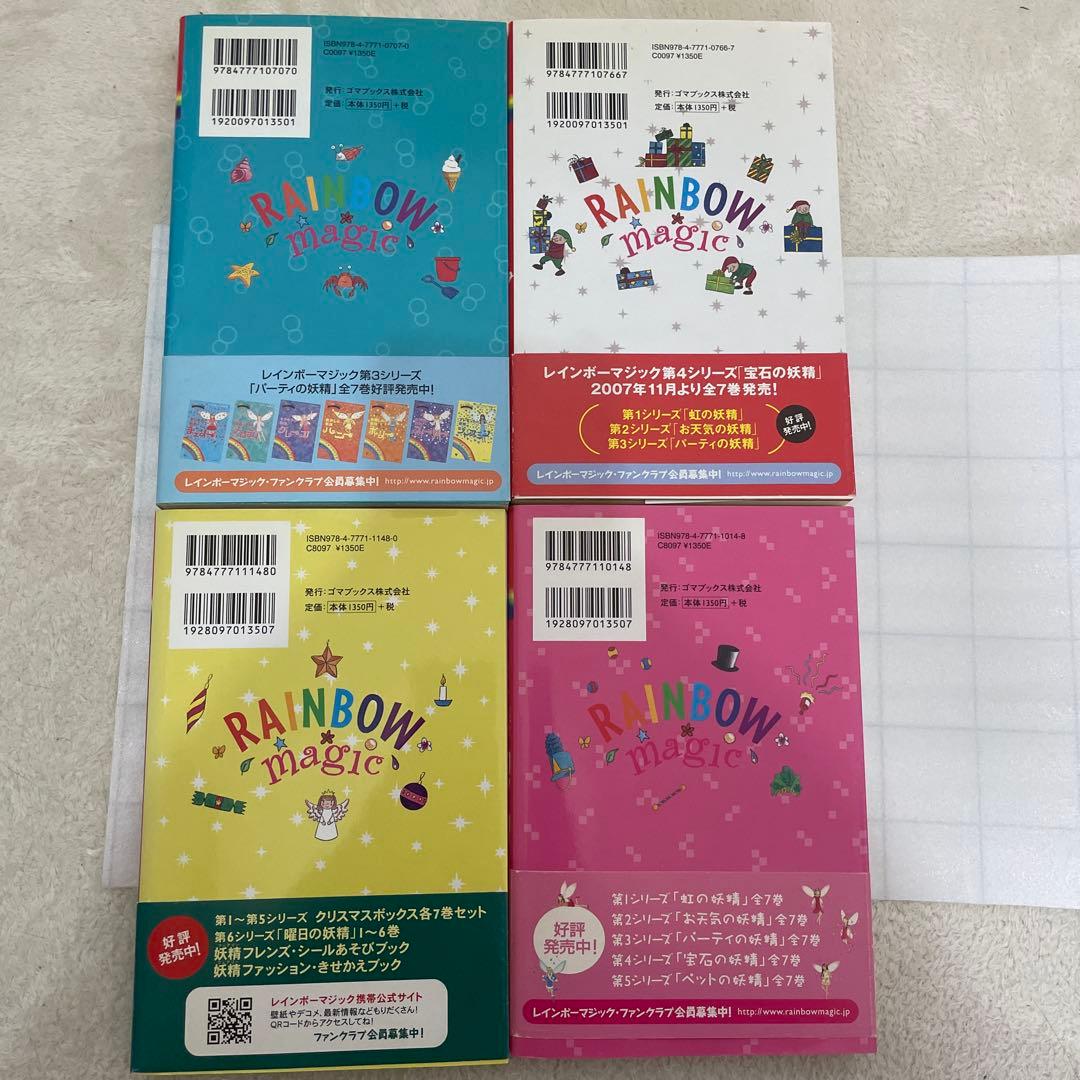 ISBN978-4-7771-0707-0
C0097 ¥1350E
9784777107070
1920097013501
発行：ゴマブックス株式会社
定価：本体1350円＋税
RAINBOW
magic
レインボーマジック第3シリーズ
「パーティの妖精」全7巻好評発売中！
レインボーマジック・ファンクラブ会員募集中！ http://www.rainbowmagic.jp
ISBN978-4-7771-0766-7
C0097 ¥1350E
9784777107667
1920097013501
発行：ゴマブックス株式会社
定価：本体1350円＋税
RAINBOW
magic
レインボーマジック第4シリーズ「宝石の妖精」
2007年11月より全7巻発売！
第1シリーズ「虹の妖精」
第2シリーズ「お天気の妖精」
第3シリーズ「パーティの妖精」
好評
発売中！
レインボーマジック・ファンクラブ会員募集中！ http://www.rainbowmagic.jp
ISBN978-4-7771-1148-0
C8097 ¥1350E
9784777111480
1928097013507
発行：ゴマブックス株式会社
定価：本体1350円＋税
RAINBOW
magic
好評
発売中！
第1～第5シリーズ クリスマスボックス各7巻セット
第6シリーズ「曜日の妖精」1～6巻
妖精フレンズ・シールあそびブック
妖精ファッション・きせかえブック
レインボーマジック携帯公式サイト
壁紙やデコメ、最新情報などもりだくさん！
QRコードからアクセスしてね！
ファンクラブ会員募集中！
ISBN978-4-7771-1014-8
C8097 ¥1350E
9784777110148
1928097013507
発行：ゴマブックス株式会社
定価：本体1350円＋税
RAINBOW
magic
好評
発売中！
第1シリーズ「虹の妖精」全7巻
第2シリーズ「お天気の妖精」全7巻
第3シリーズ「パーティの妖精」全7巻
第4シリーズ「宝石の妖精」全7巻
第5シリーズ「ペットの妖精」全7巻
レインボーマジック・ファンクラブ会員募集中！ http://www.rainbowmagic.jp